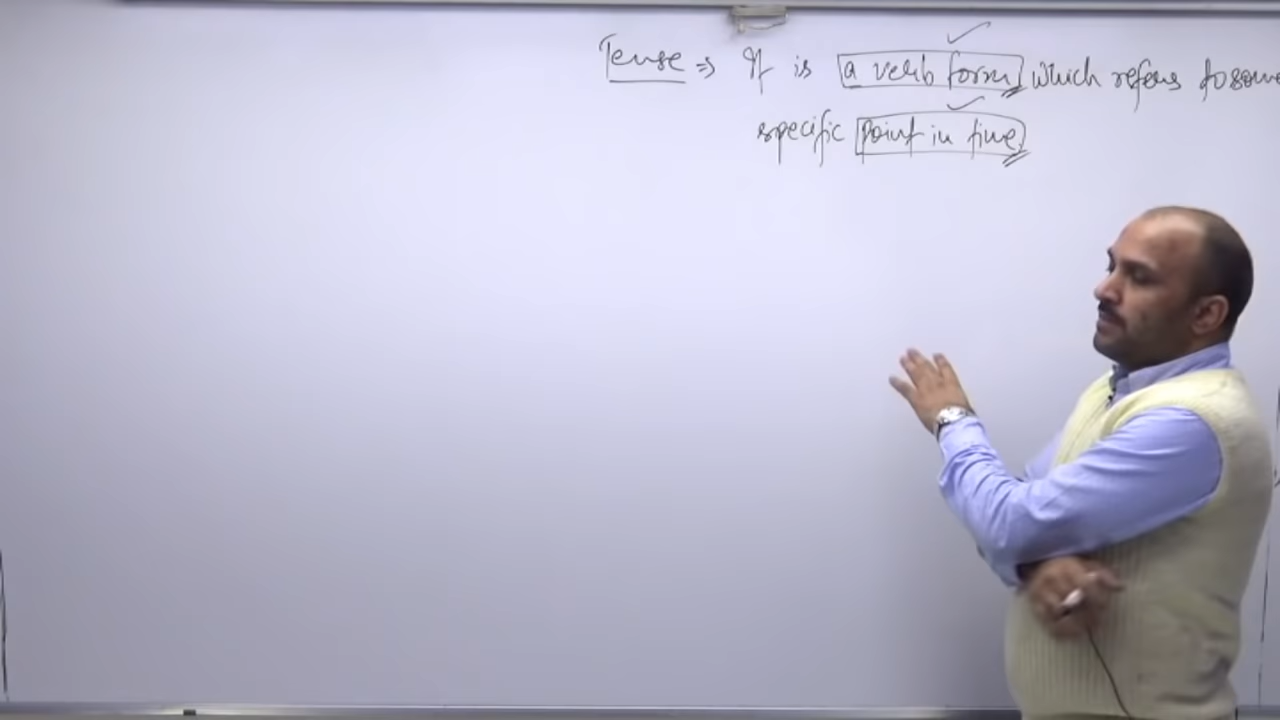 Tense => It is a verb form which refers to some
specific point in time